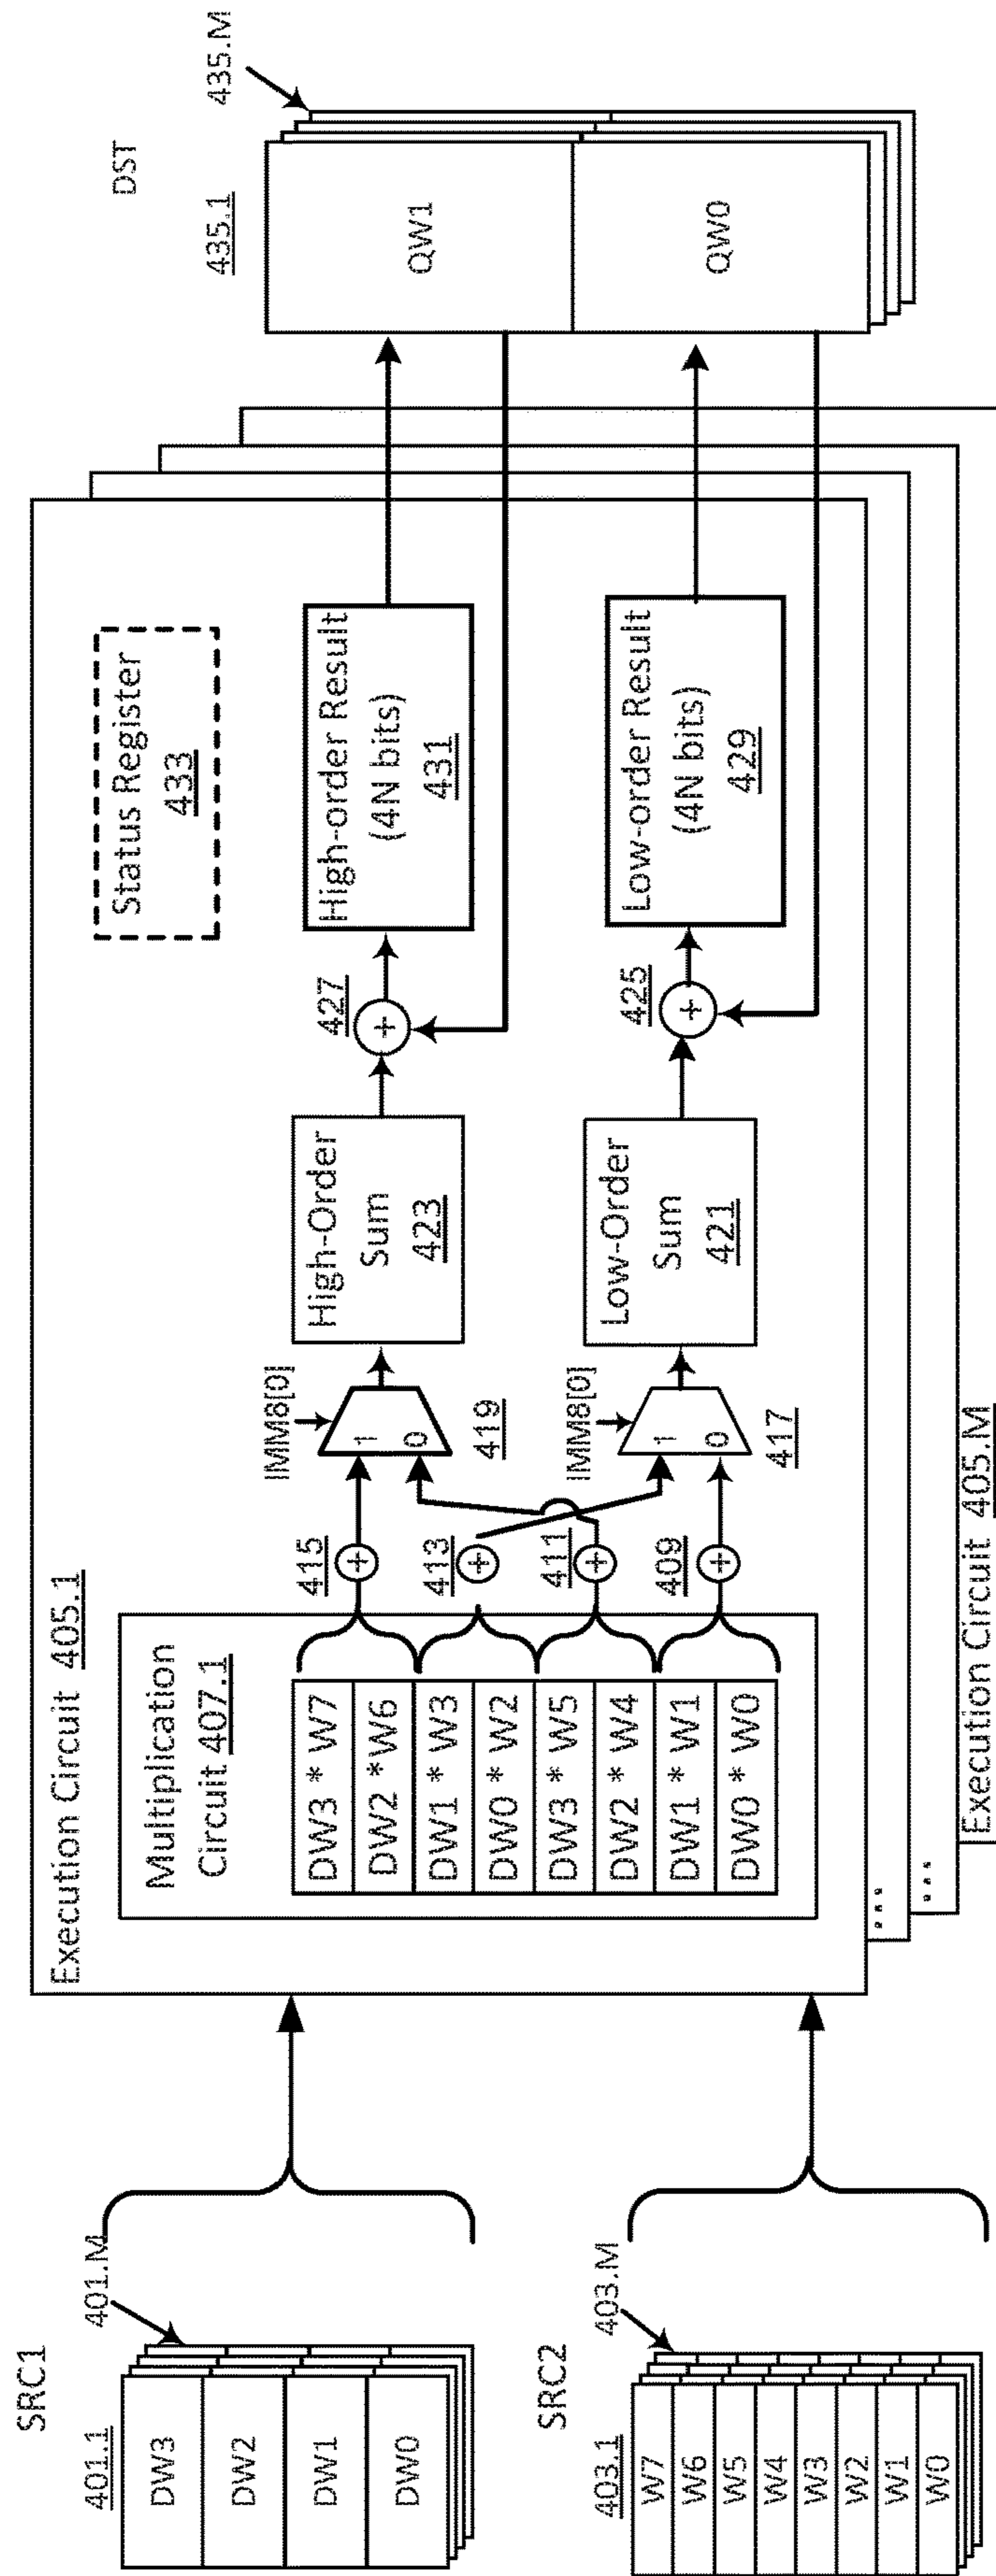 SRC1
401.1
401.M
DW3
DW2
DW1
DW0
SRC2
403.1
403.M
W7
W6
W5
W4
W3
W2
W1
W0
Execution Circuit 405.1
Multiplication
Circuit 407.1
DW3 * W7
DW2 *W6
DW1 * W3
DW0 * W2
DW3 * W5
DW2 * W4
DW1 * W1
DW0 * W0
415
+
413
+
411
+
409
+
IMM8[0]
1
0
419
IMM8[0]
1
0
417
High-Order
Sum
423
Low-Order
Sum
421
427
+
425
+
Status Register
433
High-order Result
(4N bits)
431
Low-order Result
(4N bits)
429
...
...
Execution Circuit 405.M
DST
435.1
435.M
QW1
QW0